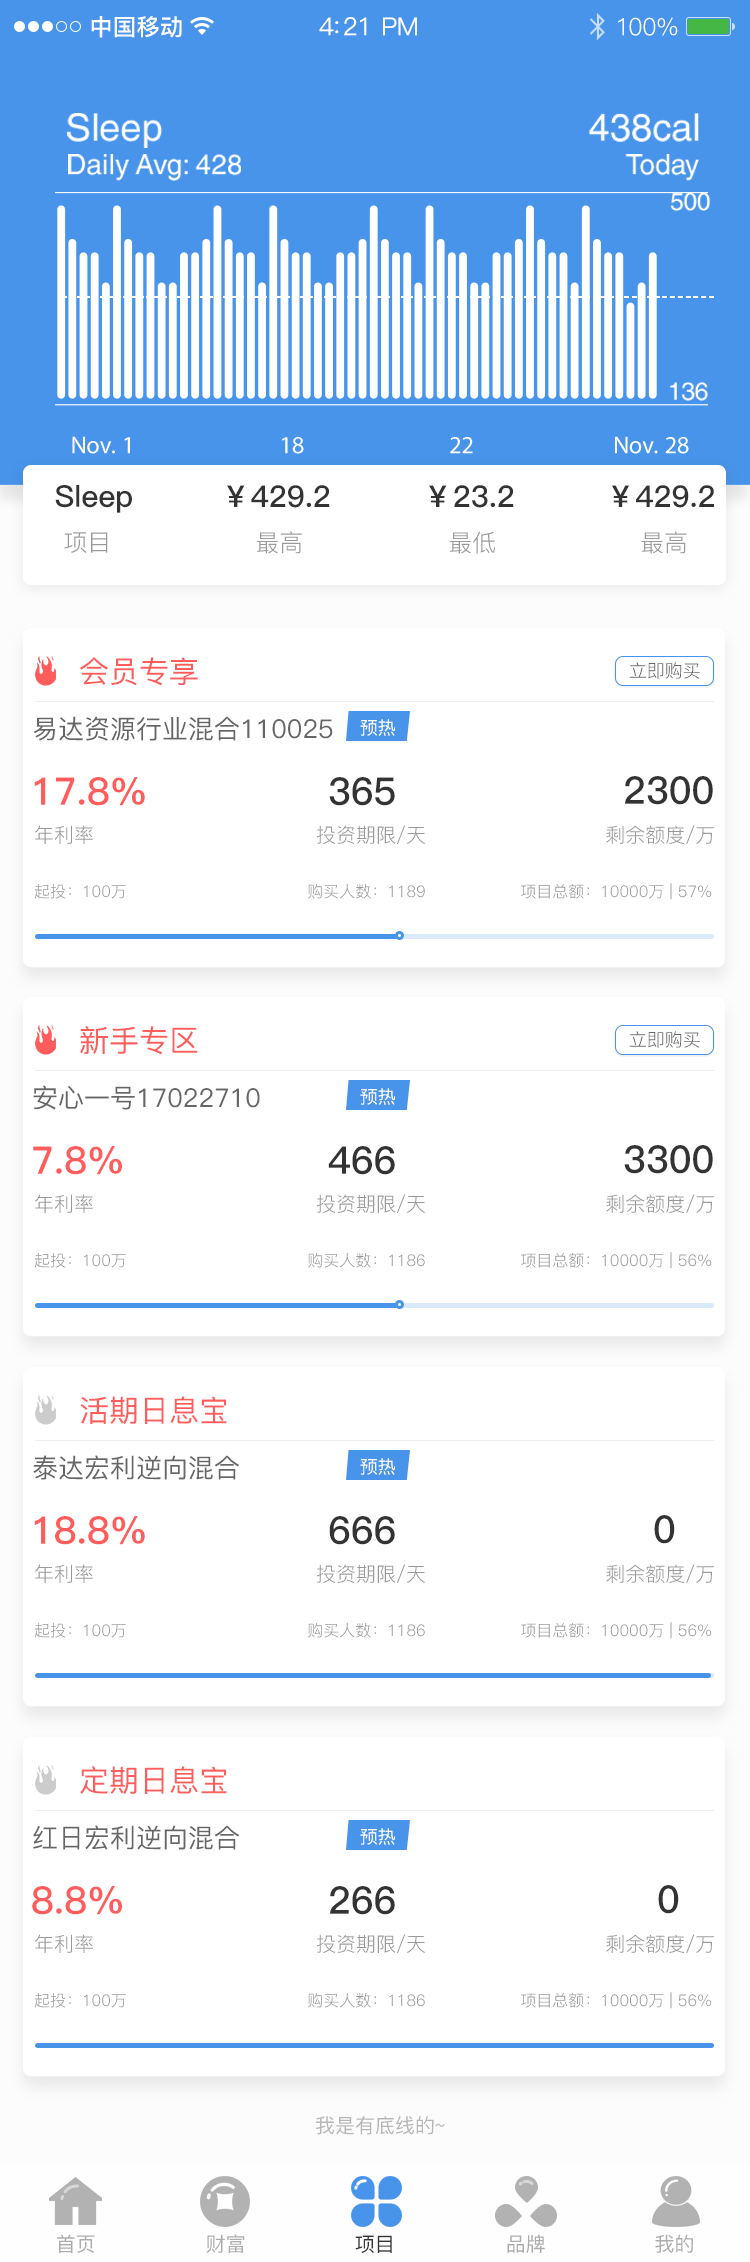 中国移动 4:21 PM 100%
Sleep 438cal
Daily Avg: 428 Today
500
136
Nov. 1 18 22 Nov. 28
Sleep ¥ 429.2 ¥ 23.2 ¥ 429.2
项目 最高 最低 最高
会员专享 立即购买
易达资源行业混合110025 预热
17.8% 365 2300
年利率 投资期限/天 剩余额度/万
起投：100万 购买人数：1189 项目总额：10000万 | 57%
新手专区 立即购买
安心一号17022710 预热
7.8% 466 3300
年利率 投资期限/天 剩余额度/万
起投：100万 购买人数：1186 项目总额：10000万 | 56%
活期日息宝
泰达宏利逆向混合 预热
18.8% 666 0
年利率 投资期限/天 剩余额度/万
起投：100万 购买人数：1186 项目总额：10000万 | 56%
定期日息宝
红日宏利逆向混合 预热
8.8% 266 0
年利率 投资期限/天 剩余额度/万
起投：100万 购买人数：1186 项目总额：10000万 | 56%
我是有底线的~
首页 财富 项目 品牌 我的